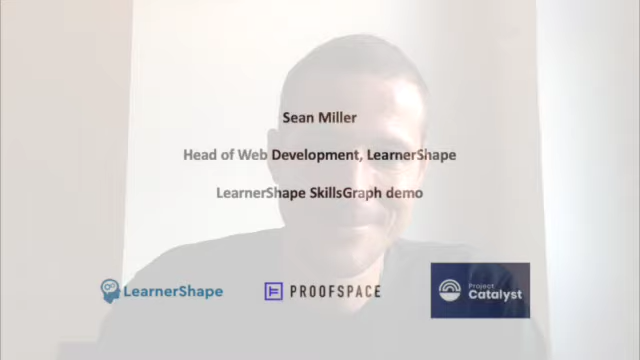 Sean Miller
Head of Web Development, LearnerShape
LearnerShape SkillsGraph demo
LearnerShape
PROOFSPACE
Project
Catalyst